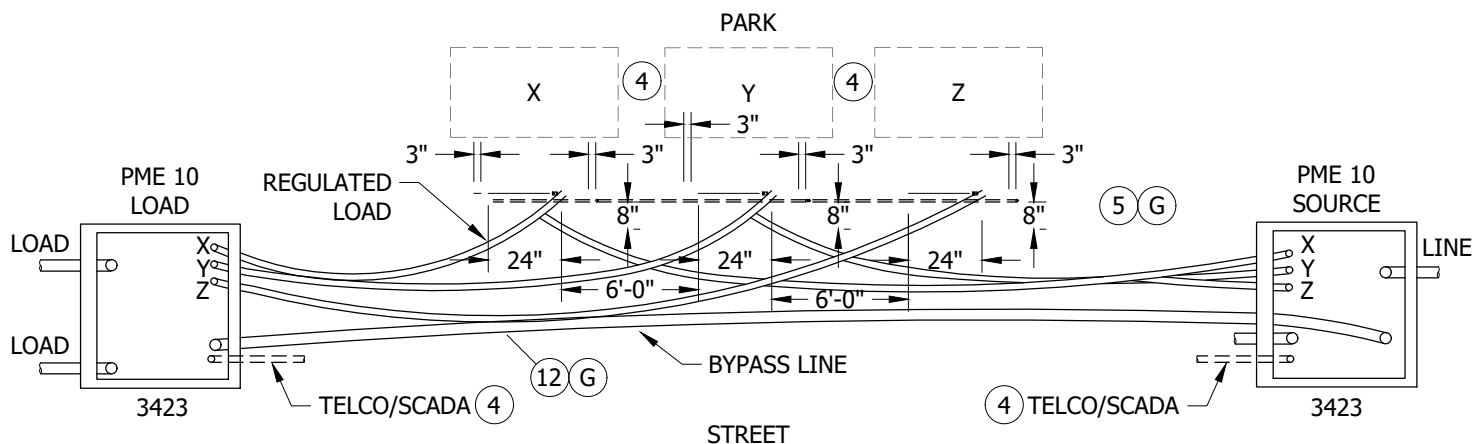 PARK
X
4
Y
4
Z
3"
3"
3"
3"
3"
REGULATED
LOAD
PME 10
LOAD
PME 10
SOURCE
8"
8"
8"
5 G
LOAD
X
Y
Z
24"
24"
24"
X
Y
Z
LINE
6'-0"
6'-0"
LOAD
BYPASS LINE
12 G
TELCO/SCADA 4
4 TELCO/SCADA
3423
3423
STREET